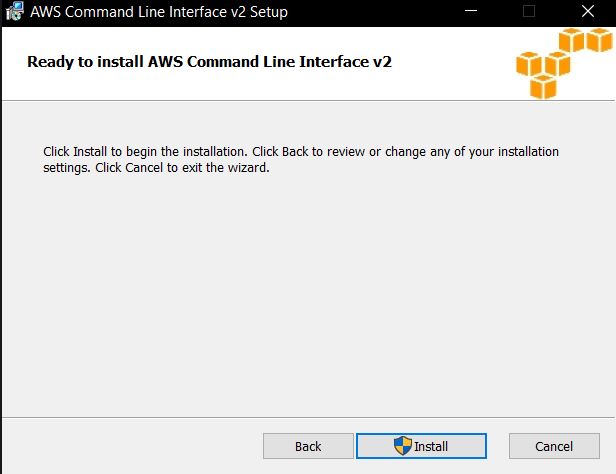 AWS Command Line Interface v2 Setup
Ready to install AWS Command Line Interface v2
Click Install to begin the installation. Click Back to review or change any of your installation
settings. Click Cancel to exit the wizard.
Back
Install
Cancel